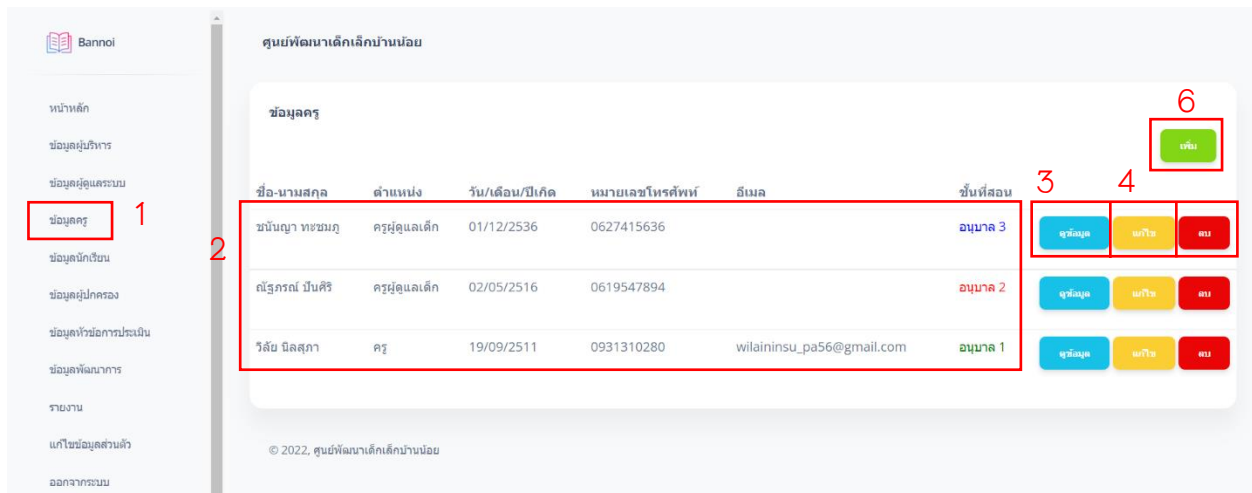 Bannoi
ศูนย์พัฒนาเด็กเล็กบ้านน้อย
หน้าหลัก
ข้อมูลผู้บริหาร
ข้อมูลผู้ดูแลระบบ
ข้อมูลครู
1
ข้อมูลนักเรียน
ข้อมูลผู้ปกครอง
ข้อมูลหัวข้อการประเมิน
ข้อมูลพัฒนาการ
รายงาน
แก้ไขข้อมูลส่วนตัว
ออกจากระบบ
ข้อมูลครู
6
เพิ่ม
ชื่อ-นามสกุล ตำแหน่ง วัน/เดือน/ปีเกิด หมายเลขโทรศัพท์ อีเมล ชั้นที่สอน
3 4
2
ชนันญา ทะชมภู ครูผู้ดูแลเด็ก 01/12/2536 0627415636 อนุบาล 3 ดูข้อมูล แก้ไข ลบ
ณัฐภรณ์ ปันศิริ ครูผู้ดูแลเด็ก 02/05/2516 0619547894 อนุบาล 2 ดูข้อมูล แก้ไข ลบ
วิลัย นิลสุภา ครู 19/09/2511 0931310280 wilaininsu_pa56@gmail.com อนุบาล 1 ดูข้อมูล แก้ไข ลบ
© 2022, ศูนย์พัฒนาเด็กเล็กบ้านน้อย